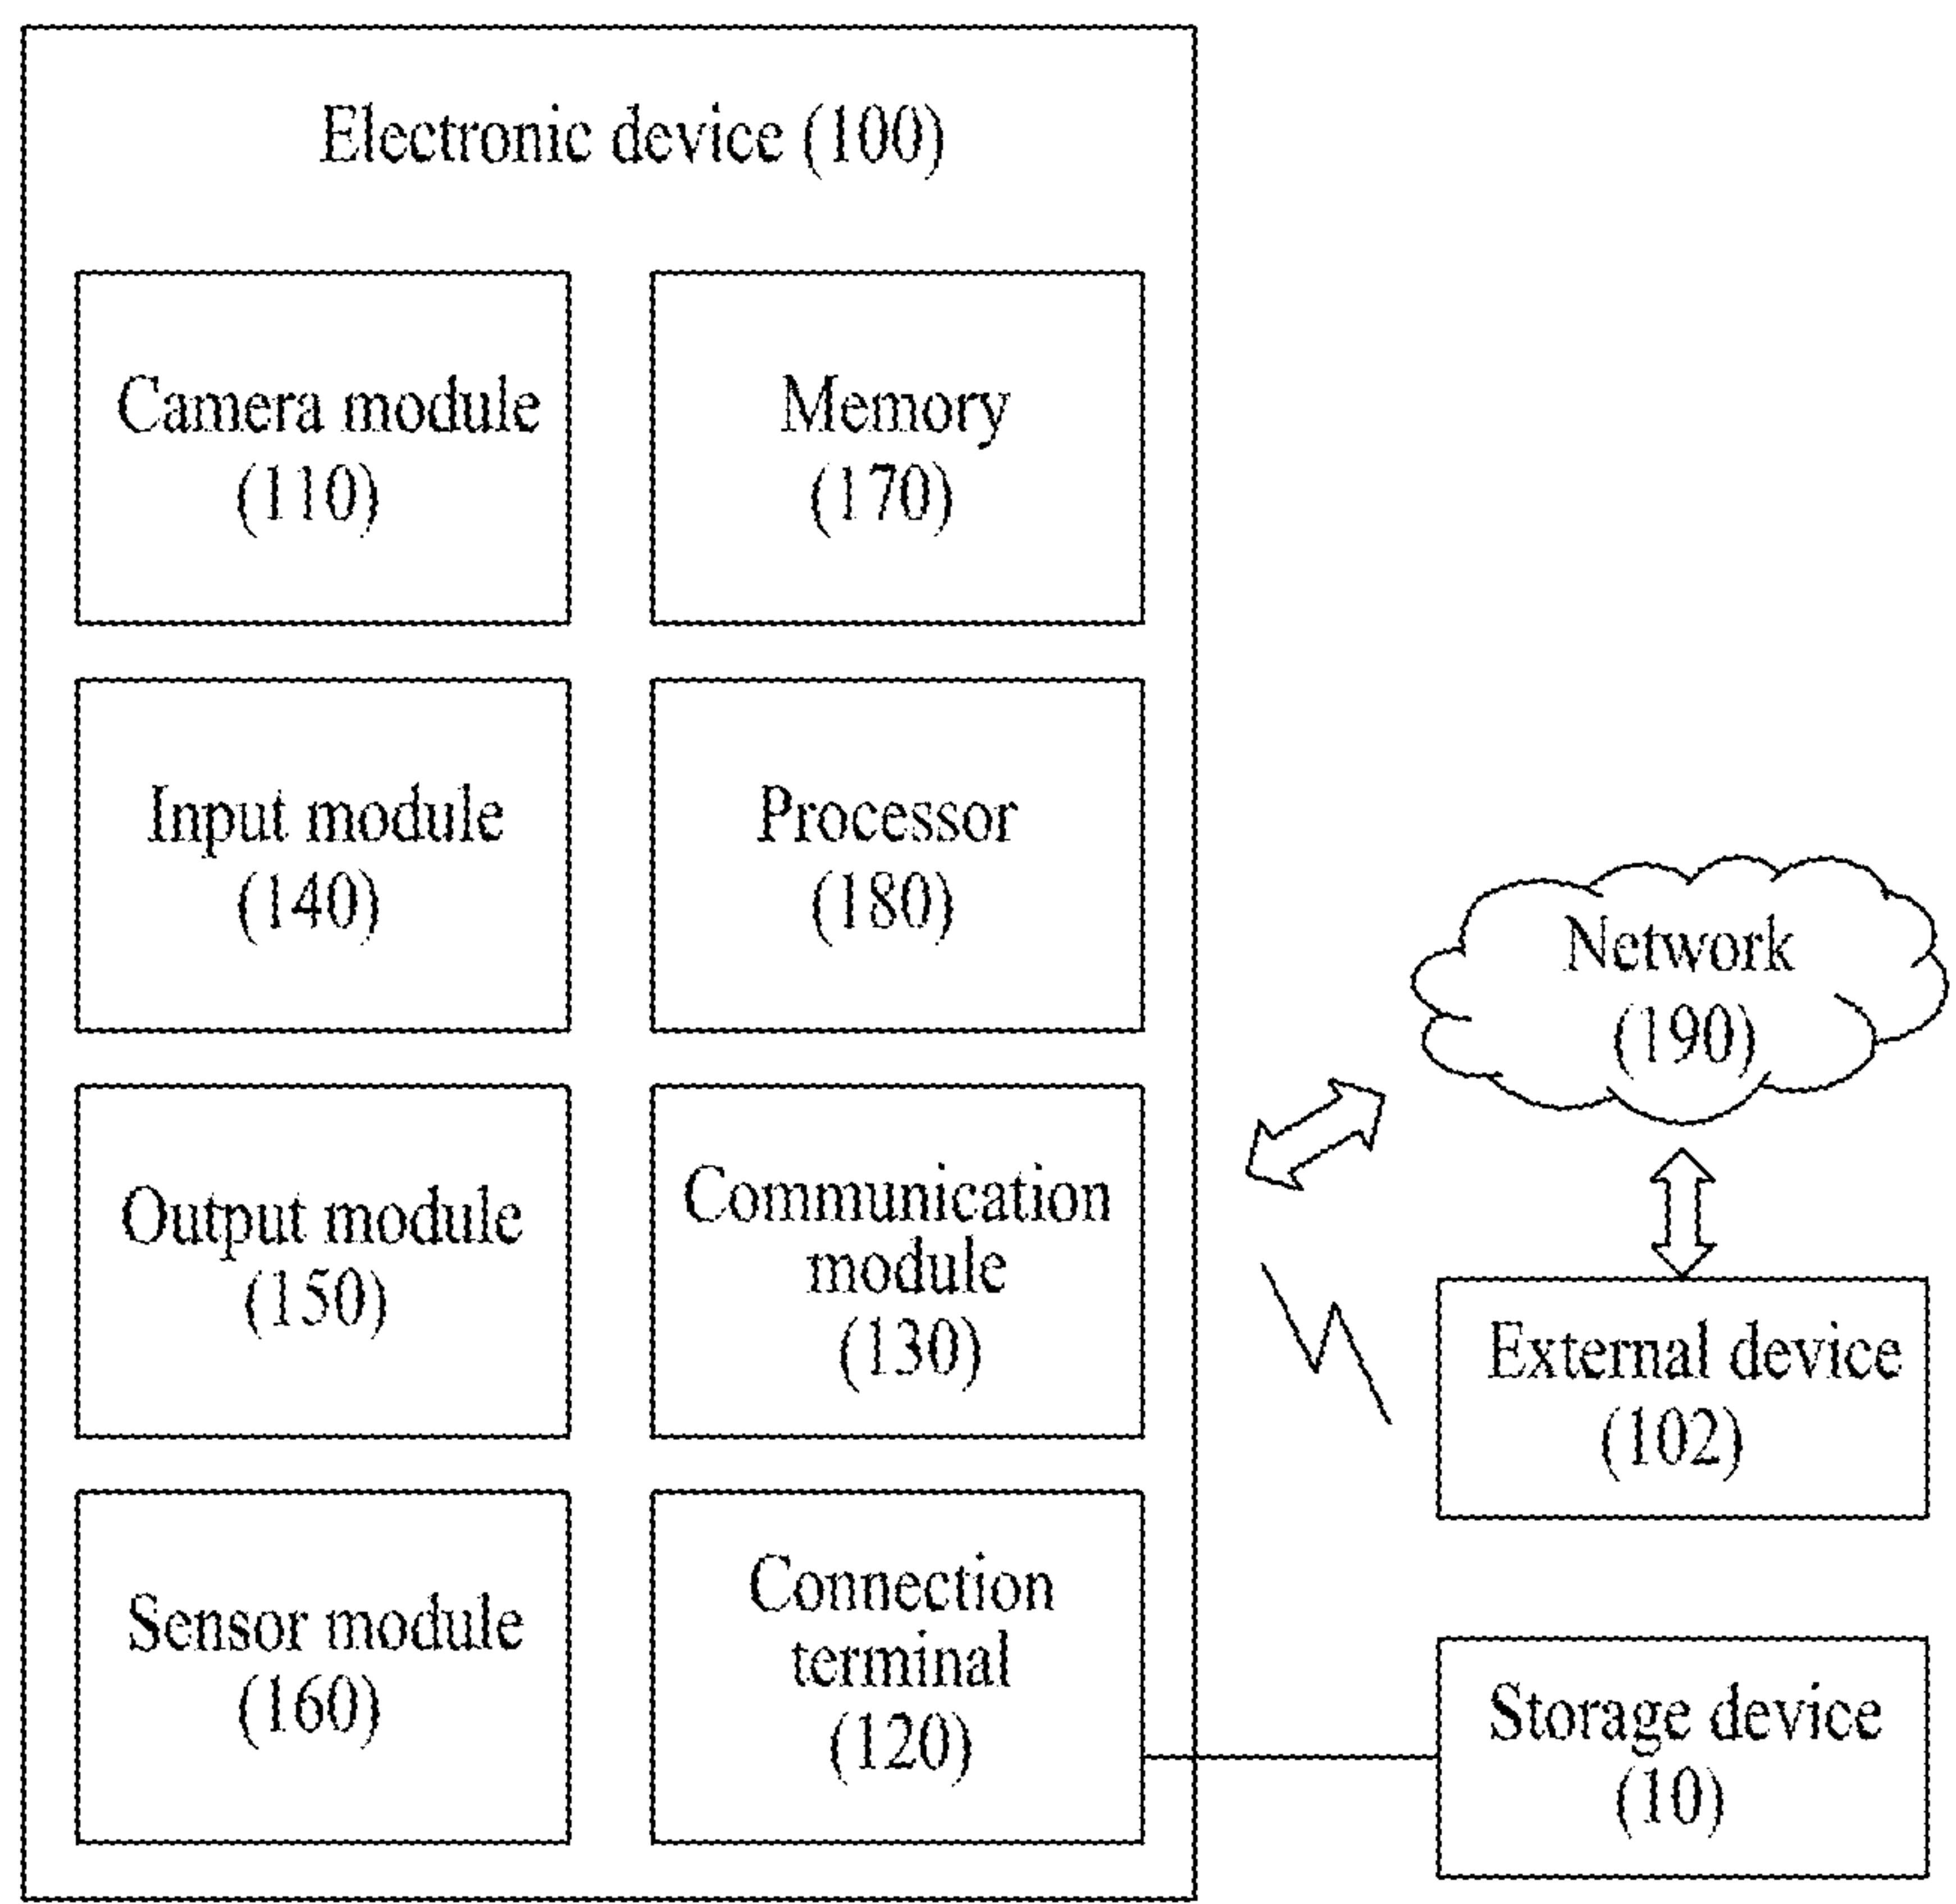 Electronic device (100)
Camera module
(110)
Memory
(170)
Input module
(140)
Processor
(180)
Output module
(150)
Communication
module
(130)
Sensor module
(160)
Connection
terminal
(120)
Network
(190)
External device
(102)
Storage device
(10)